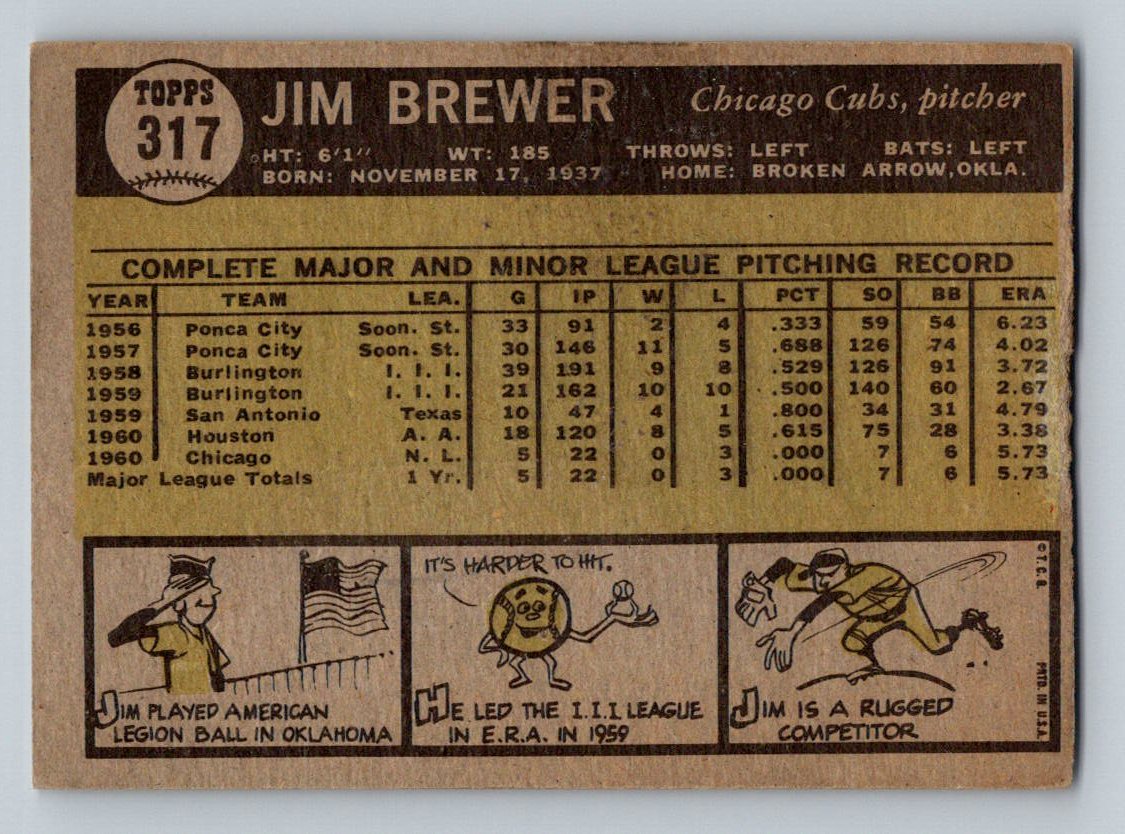 TOPPS
317
JIM BREWER
Chicago Cubs, pitcher
HT: 6'1" WT: 185 THROWS: LEFT BATS: LEFT
BORN: NOVEMBER 17, 1937 HOME: BROKEN ARROW, OKLA.
COMPLETE MAJOR AND MINOR LEAGUE PITCHING RECORD
YEAR TEAM LEA. G IP W L PCT SO BB ERA
1956 Ponca City Soon. St. 33 91 2 4 .333 59 54 6.23
1957 Ponca City Soon. St. 30 146 11 5 .688 126 74 4.02
1958 Burlington I. I. I. 39 191 9 8 .529 126 91 3.72
1959 Burlington I. I. I. 21 162 10 10 .500 140 60 2.67
1959 San Antonio Texas 10 47 4 1 .800 34 31 4.79
1960 Houston A. A. 18 120 8 5 .615 75 28 3.38
1960 Chicago N. L. 5 22 0 3 .000 7 6 5.73
Major League Totals 1 Yr. 5 22 0 3 .000 7 6 5.73
JIM PLAYED AMERICAN
LEGION BALL IN OKLAHOMA
IT'S HARDER TO HIT.
HE LED THE I.I.I LEAGUE
IN E.R.A. IN 1959
JIM IS A RUGGED
COMPETITOR
© T.C.G. PRTD. IN U.S.A.